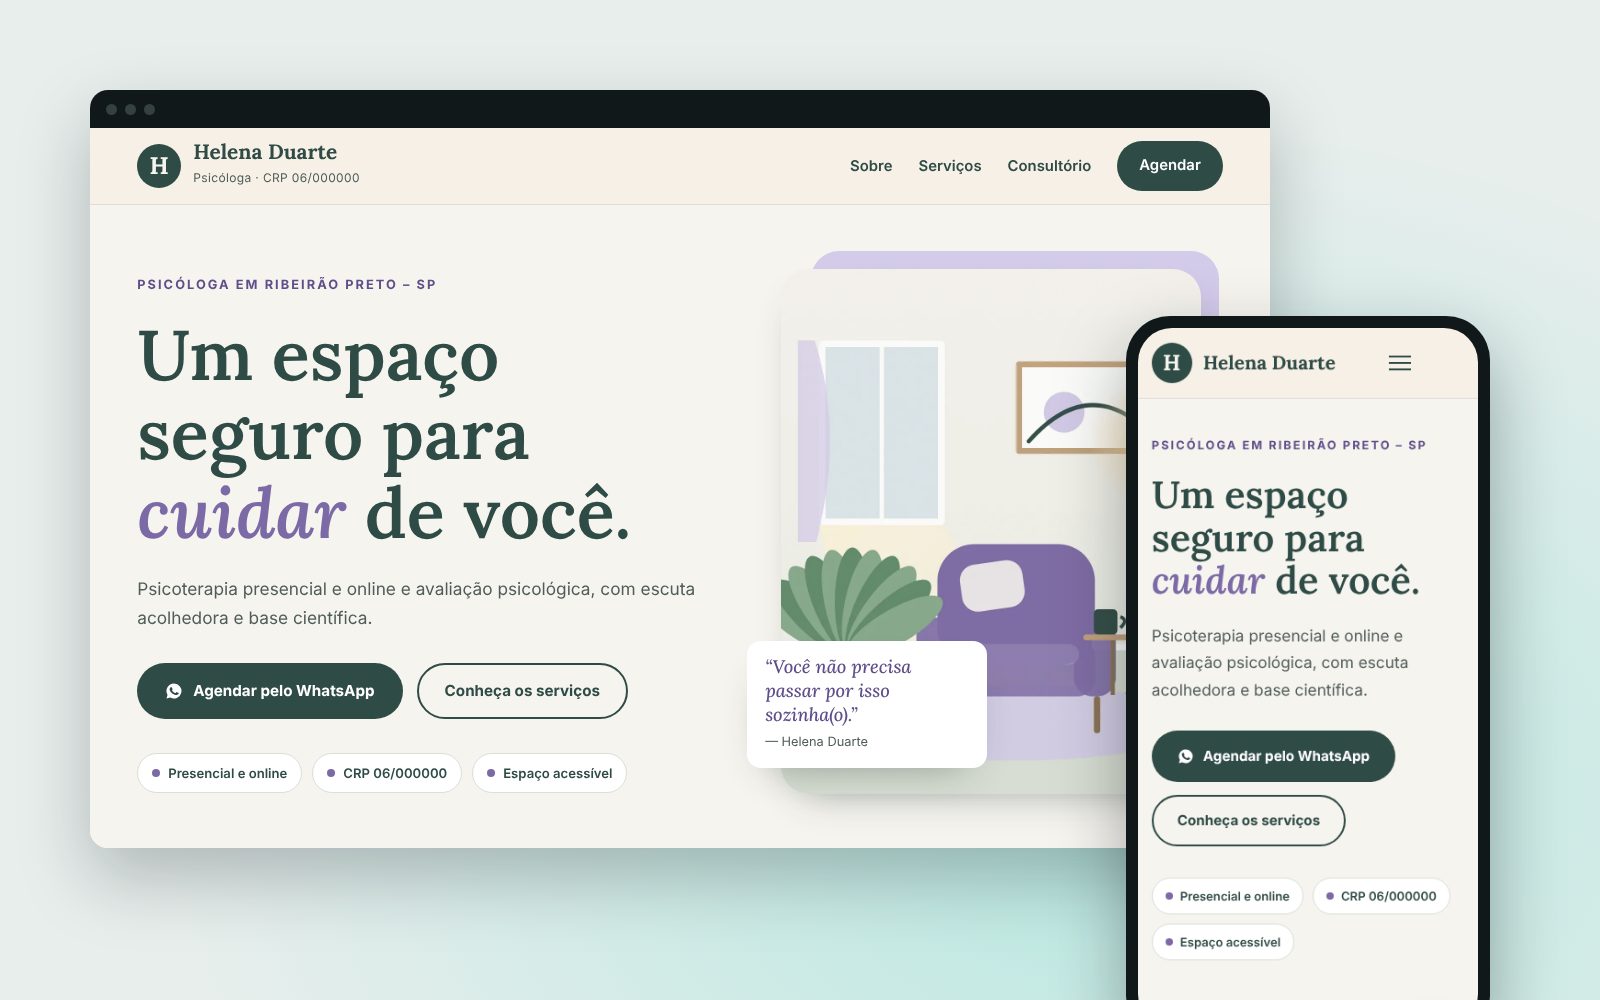 H
Helena Duarte
Psicóloga · CRP 06/000000
Sobre
Serviços
Consultório
Agendar
PSICÓLOGA EM RIBEIRÃO PRETO – SP
Um espaço
seguro para
cuidar de você.
Psicoterapia presencial e online e avaliação psicológica, com escuta
acolhedora e base científica.
Agendar pelo WhatsApp
Conheça os serviços
Presencial e online
CRP 06/000000
Espaço acessível
“Você não precisa
passar por isso
sozinha(o).”
— Helena Duarte
H
Helena Duarte
PSICÓLOGA EM RIBEIRÃO PRETO – SP
Um espaço
seguro para
cuidar de você.
Psicoterapia presencial e online e
avaliação psicológica, com escuta
acolhedora e base científica.
Agendar pelo WhatsApp
Conheça os serviços
Presencial e online
CRP 06/000000
Espaço acessível